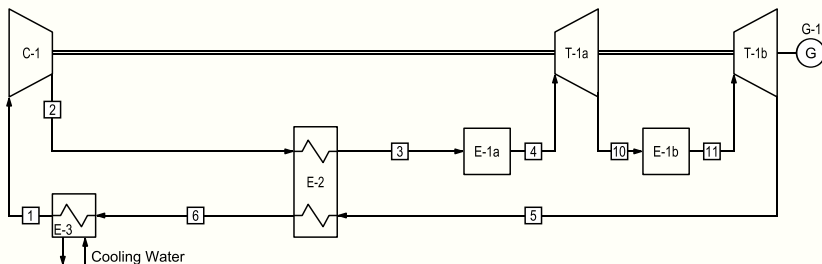 G-1
C-1
T-1a
T-1b
G
2
3
E-1a
4
10
E-1b
11
E-2
1
6
5
E-3
Cooling Water